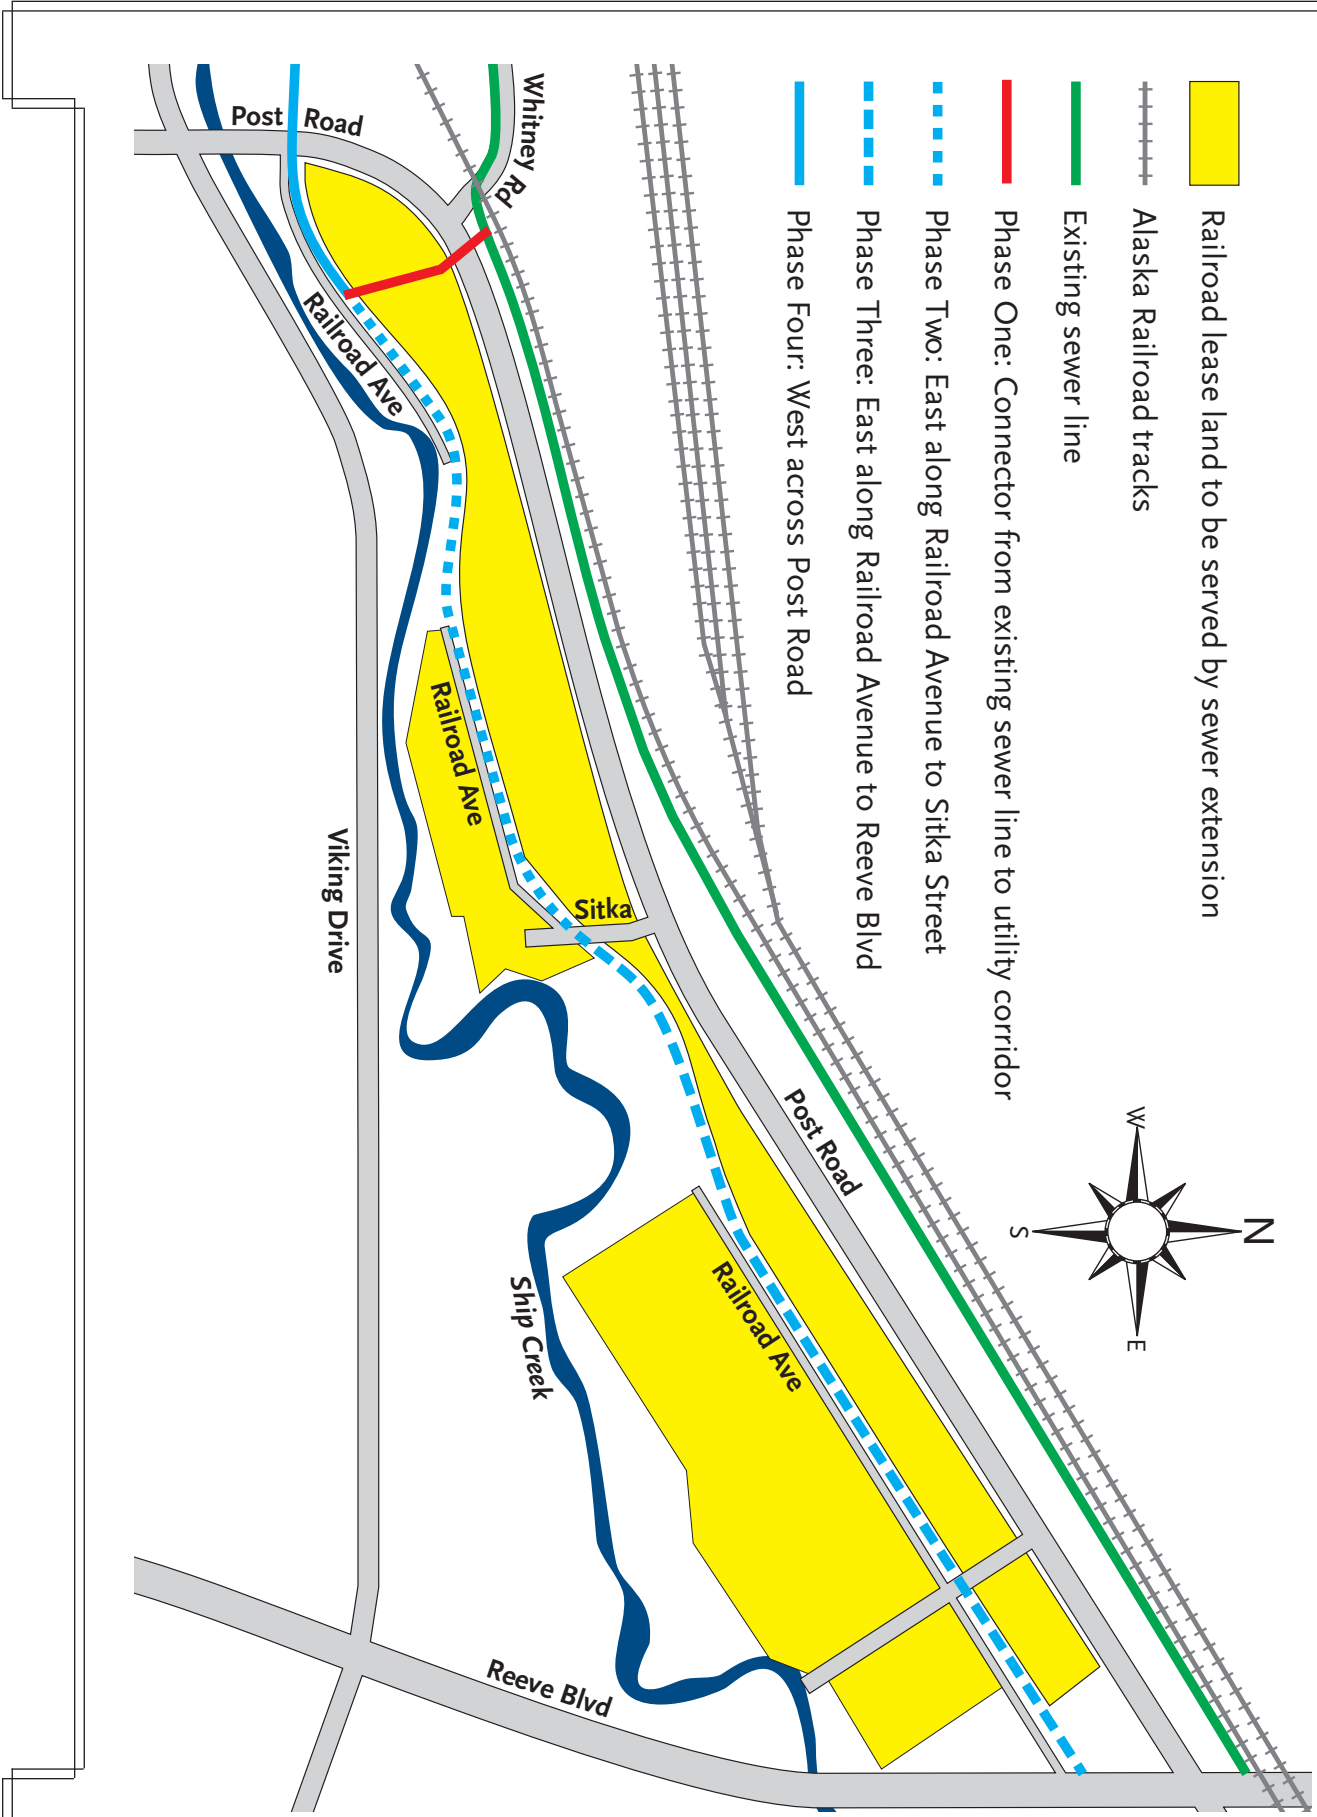 Railroad lease land to be served by sewer extension
Alaska Railroad tracks
Existing sewer line
Phase One: Connector from existing sewer line to utility corridor
Phase Two: East along Railroad Avenue to Sitka Street
Phase Three: East along Railroad Avenue to Reeve Blvd
Phase Four: West across Post Road
N
W
E
S
Whitney Rd
Post Road
Railroad Ave
Railroad Ave
Sitka
Post Road
Railroad Ave
Viking Drive
Ship Creek
Reeve Blvd